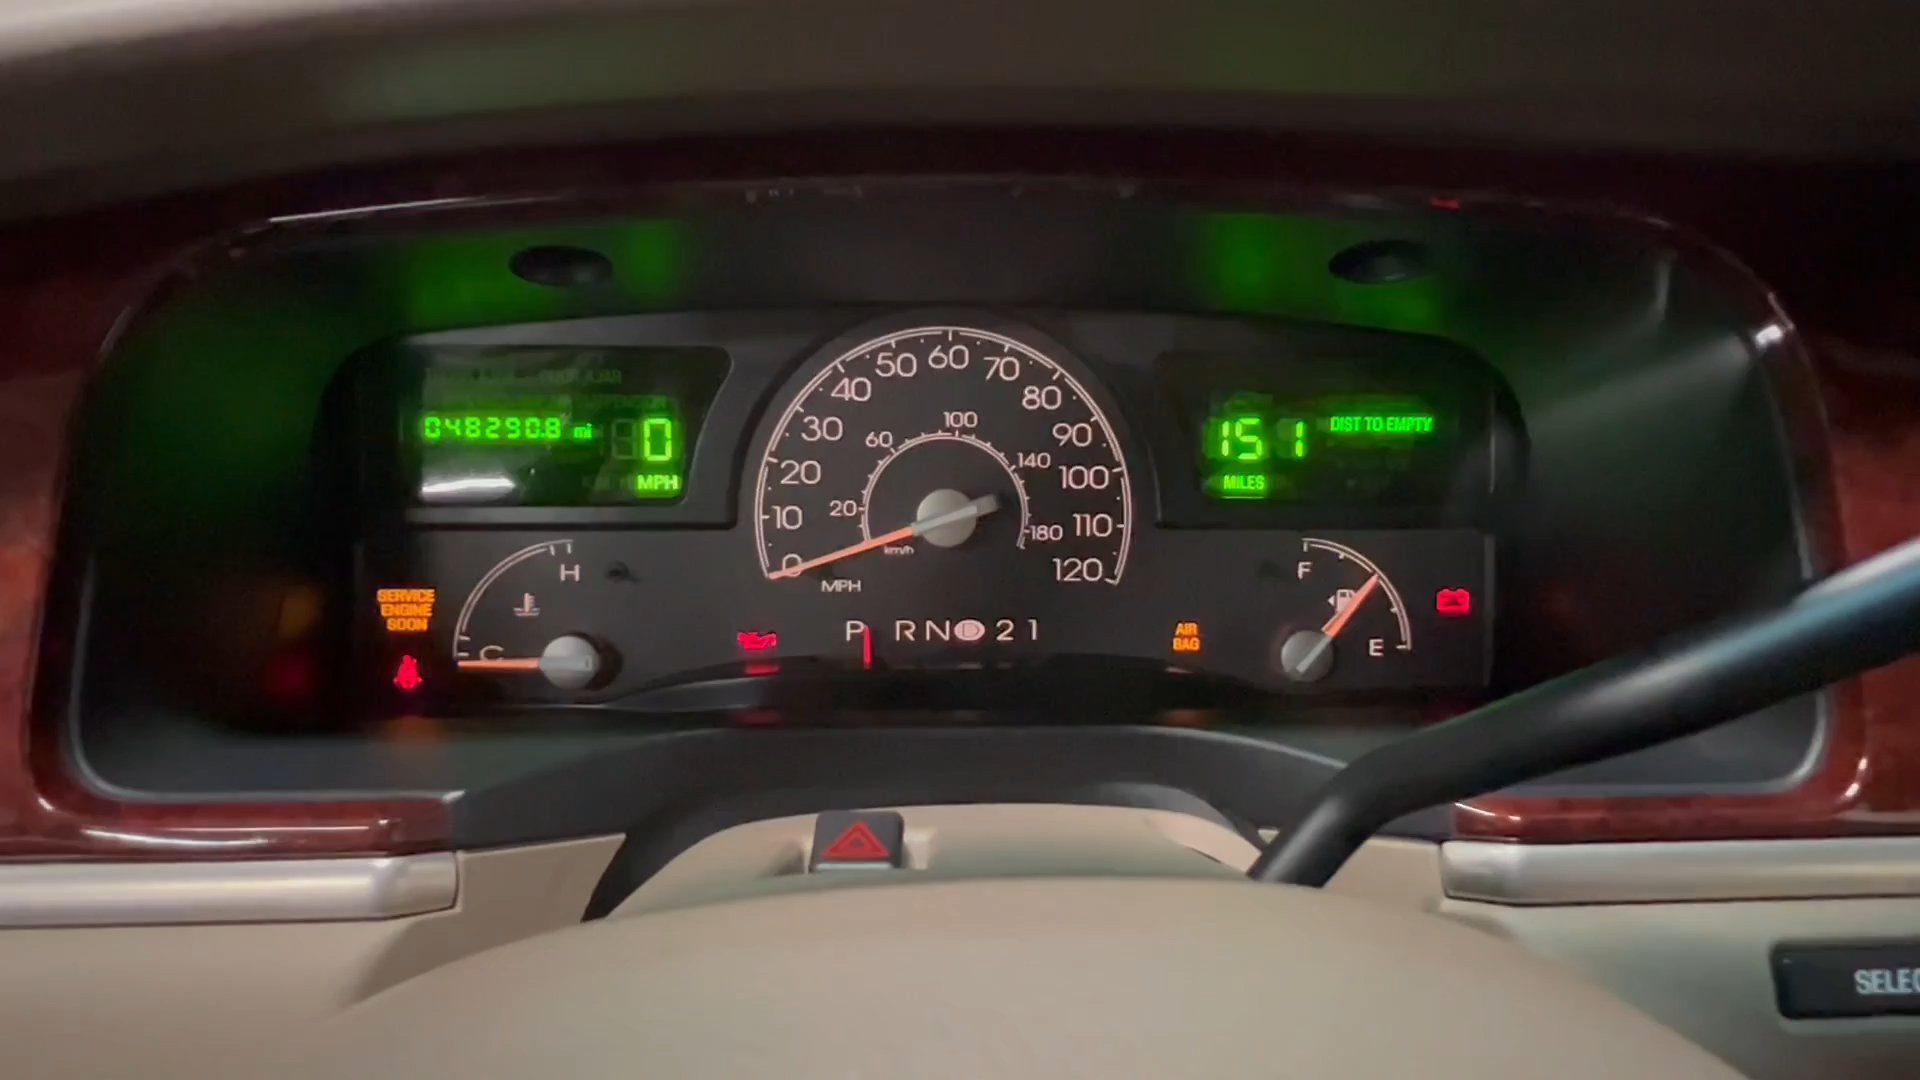 048290.8 mi
0
MPH
0
10
20
30
40
50
60
70
80
90
100
110
120
20
60
100
140
180
km/h
MPH
151
DIST TO EMPTY
MILES
H
C
SERVICE
ENGINE
SOON
P R N D 2 1
AIR
BAG
F
E
SELEC